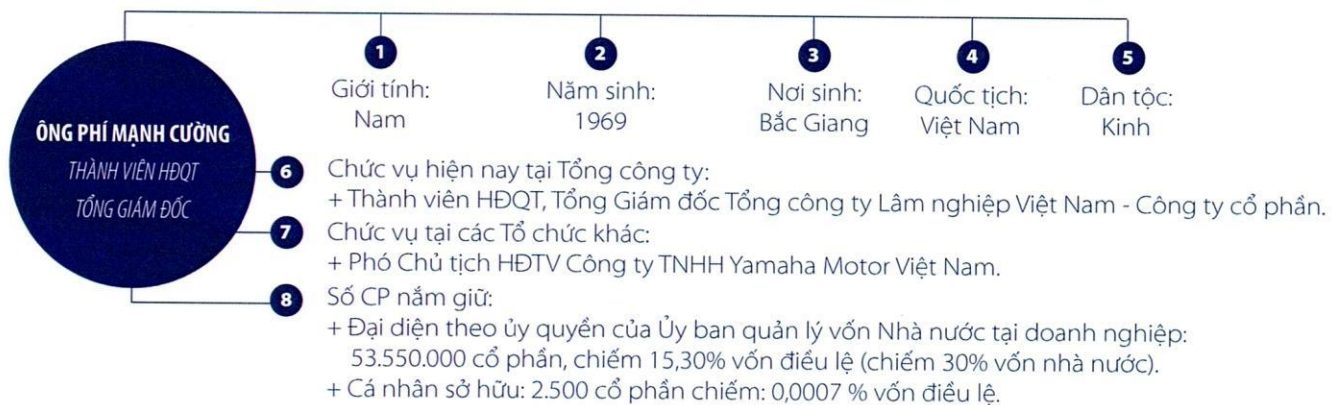 ÔNG PHÍ MẠNH CƯỜNG
THÀNH VIÊN HĐQT
TỔNG GIÁM ĐỐC
1
Giới tính:
Nam
2
Năm sinh:
1969
3
Nơi sinh:
Bắc Giang
4
Quốc tịch:
Việt Nam
5
Dân tộc:
Kinh
6 Chức vụ hiện nay tại Tổng công ty:
+ Thành viên HĐQT, Tổng Giám đốc Tổng công ty Lâm nghiệp Việt Nam - Công ty cổ phần.
7 Chức vụ tại các Tổ chức khác:
+ Phó Chủ tịch HĐTV Công ty TNHH Yamaha Motor Việt Nam.
8 Số CP nắm giữ:
+ Đại diện theo ủy quyền của Ủy ban quản lý vốn Nhà nước tại doanh nghiệp:
53.550.000 cổ phần, chiếm 15,30% vốn điều lệ (chiếm 30% vốn nhà nước).
+ Cá nhân sở hữu: 2.500 cổ phần chiếm: 0,0007 % vốn điều lệ.